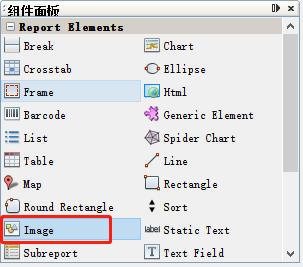 组件面板
Report Elements
Break Chart
Crosstab Ellipse
Frame Html
Barcode Generic Element
List Spider Chart
Table Line
Map Rectangle
Round Rectangle Sort
Image label Static Text
Subreport T Text Field